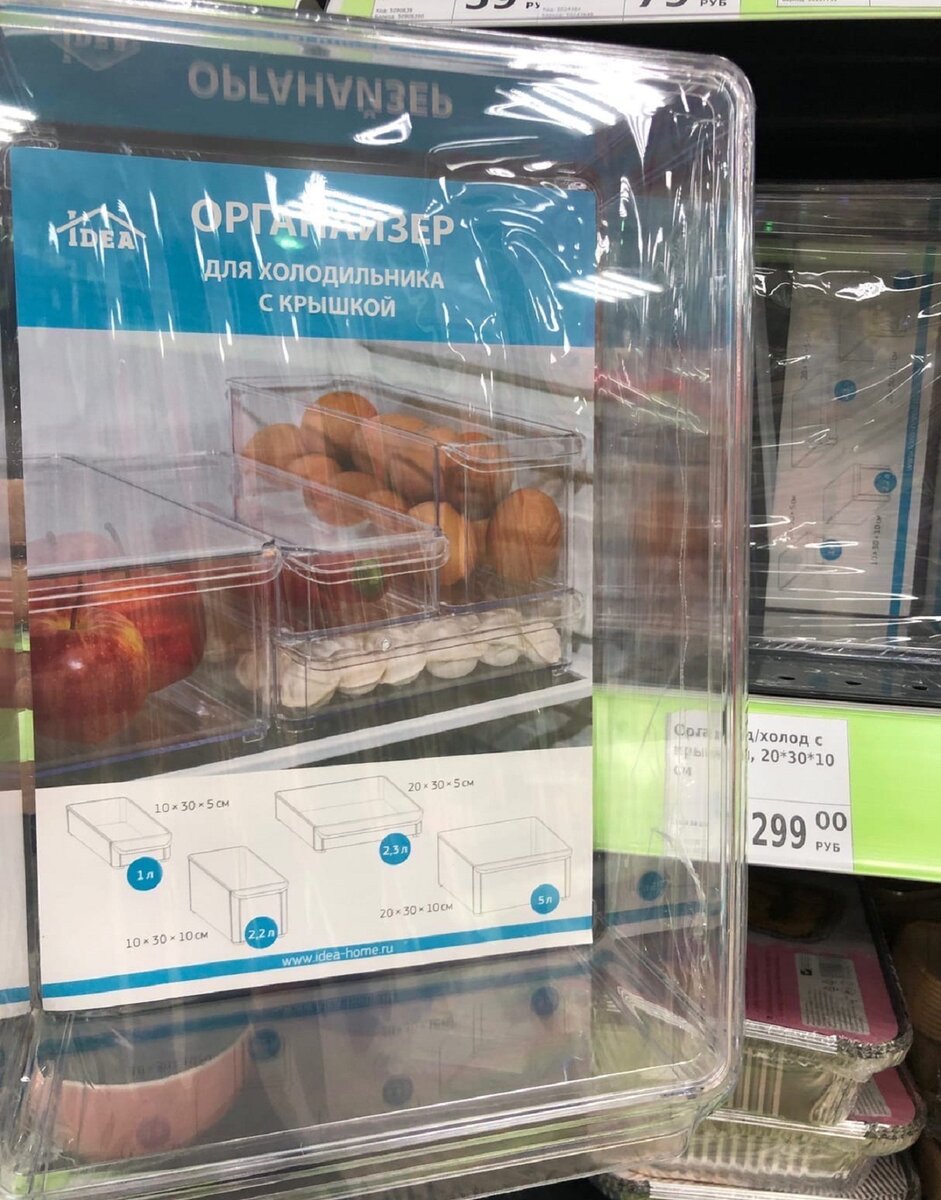 ОРГАНАЙЗЕР
IDEA
ОРГАНАЙЗЕР
ДЛЯ ХОЛОДИЛЬНИКА
С КРЫШКОЙ
20 × 30 × 5 см
10 × 30 × 5 см
2,3 л
1 л
20 × 30 × 10 см
5 л
10 × 30 × 10 см
2,2 л
www.idea-home.ru
д/холод с
, 20*30*10
см
299 00
РУБ